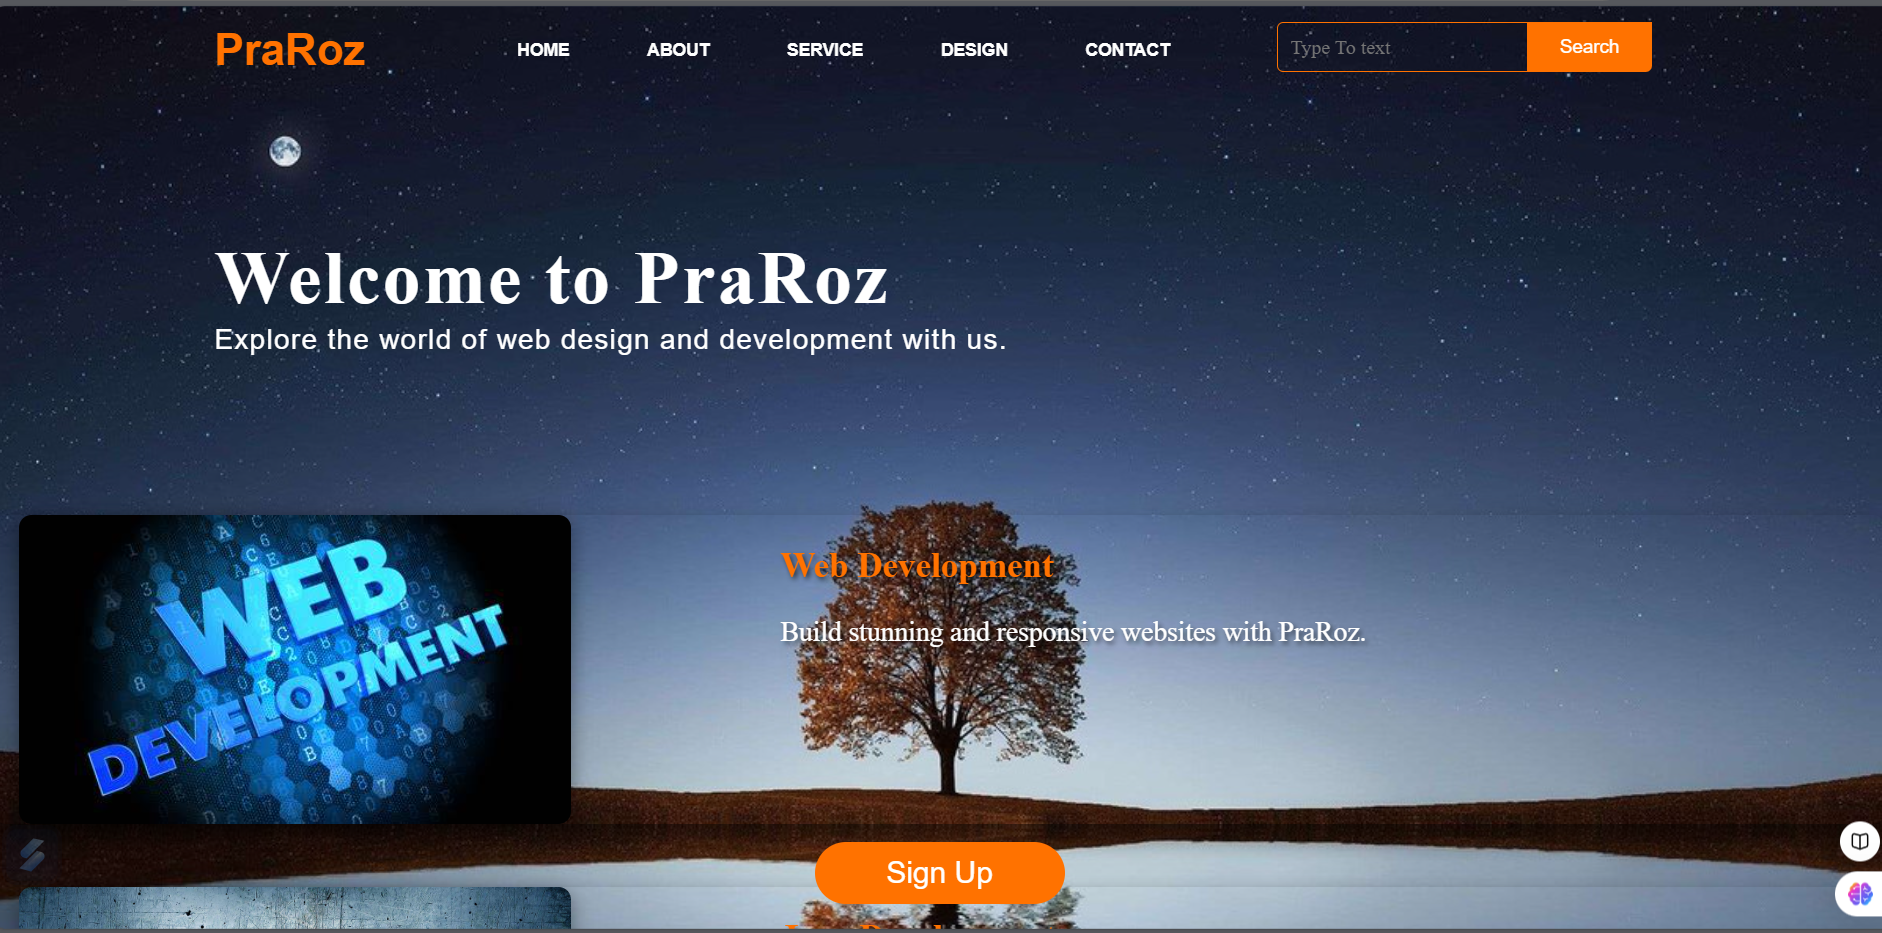 PraRoz
HOME ABOUT SERVICE DESIGN CONTACT
Type To text
Search
Welcome to PraRoz
Explore the world of web design and development with us.
WEB
DEVELOPMENT
Web Development
Build stunning and responsive websites with PraRoz.
Sign Up